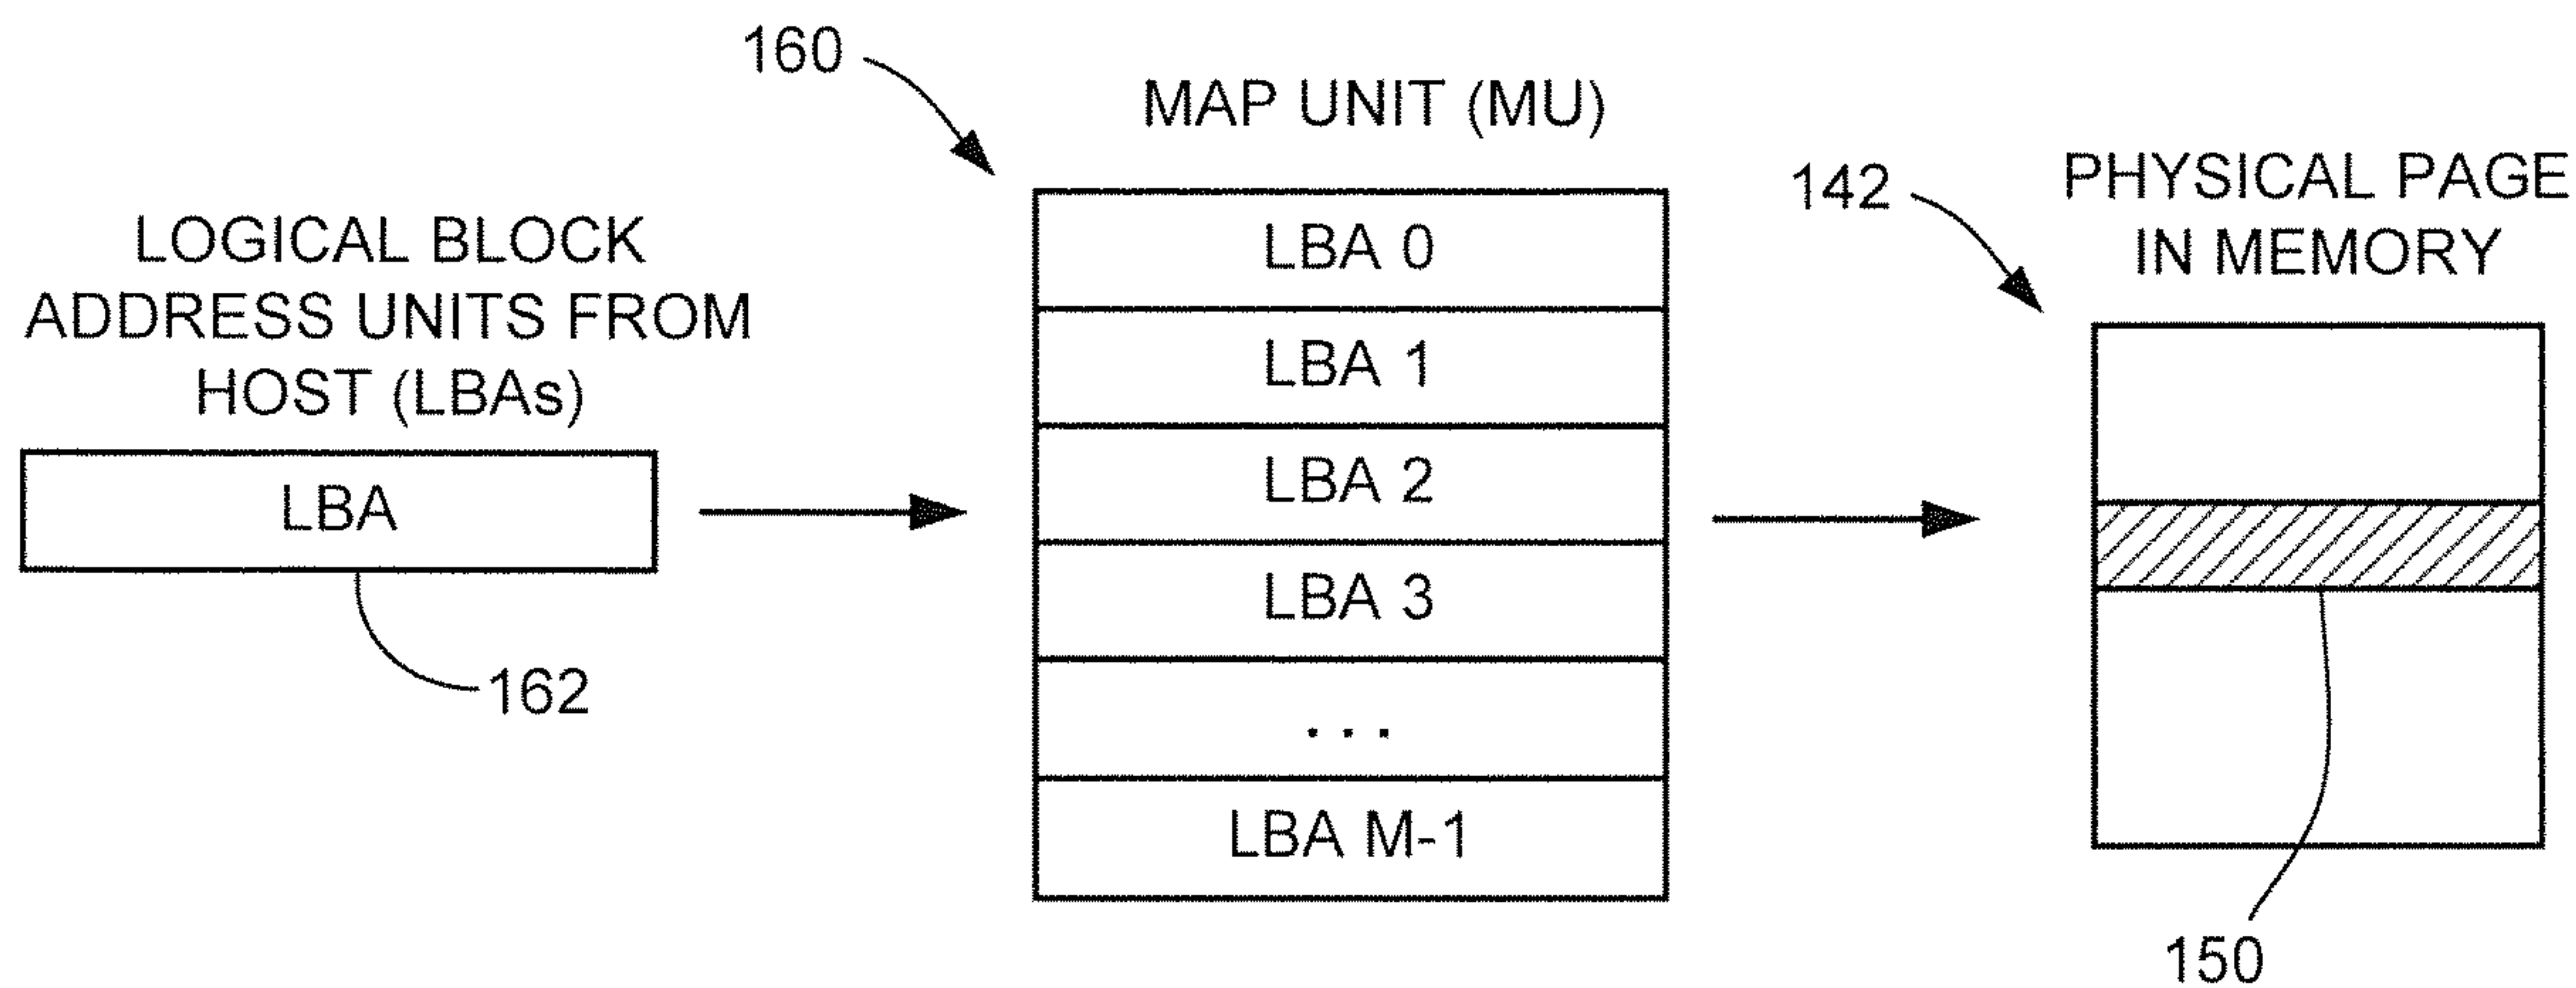 160
MAP UNIT (MU)
142
PHYSICAL PAGE
IN MEMORY
LOGICAL BLOCK
ADDRESS UNITS FROM
HOST (LBAs)
LBA
162
LBA 0
LBA 1
LBA 2
LBA 3
. . .
LBA M-1
150